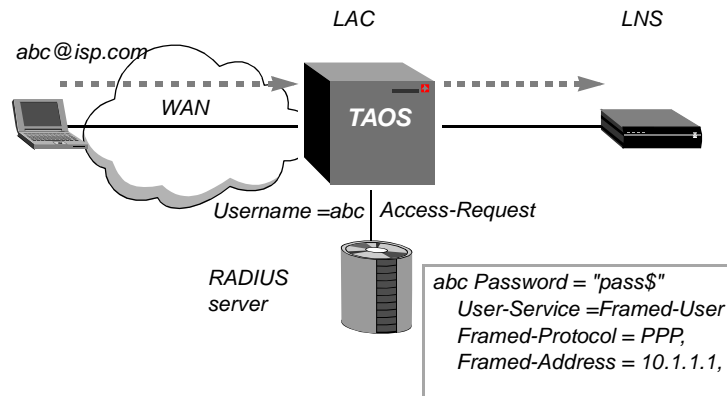 LAC
LNS
abc@isp.com
WAN
TAOS
Username =abc
Access-Request
RADIUS
server
abc Password = "pass$"
User-Service =Framed-User
Framed-Protocol = PPP,
Framed-Address = 10.1.1.1,